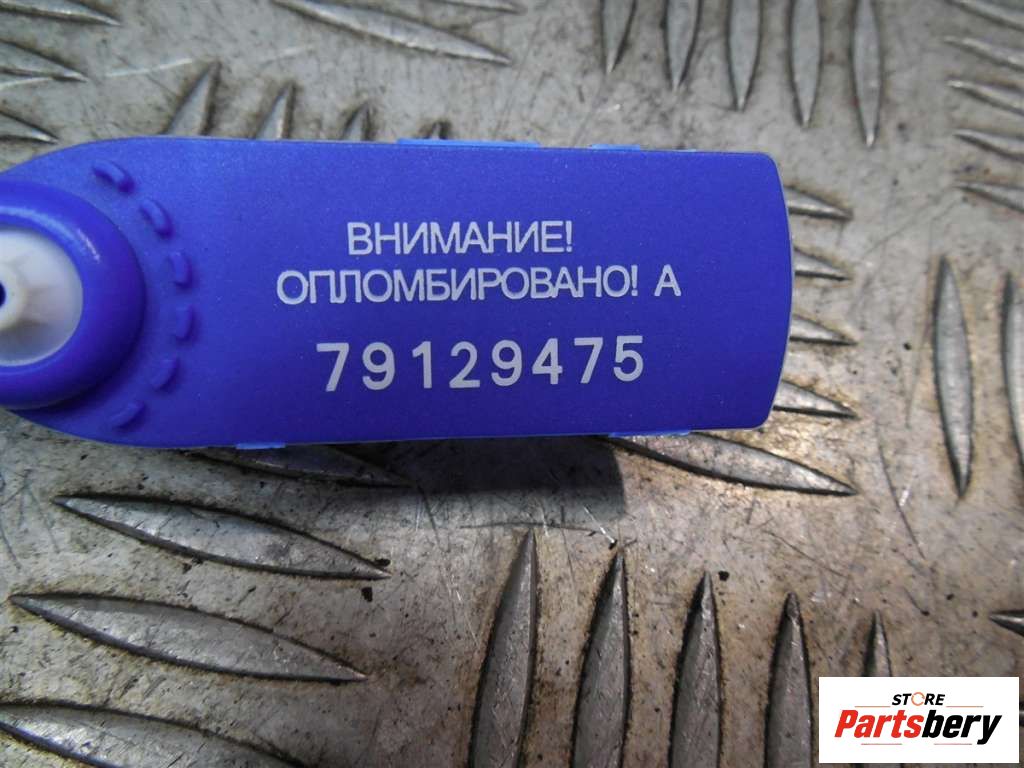 ВНИМАНИЕ!
ОПЛОМБИРОВАНО! А
79129475
STORE
Partsbery